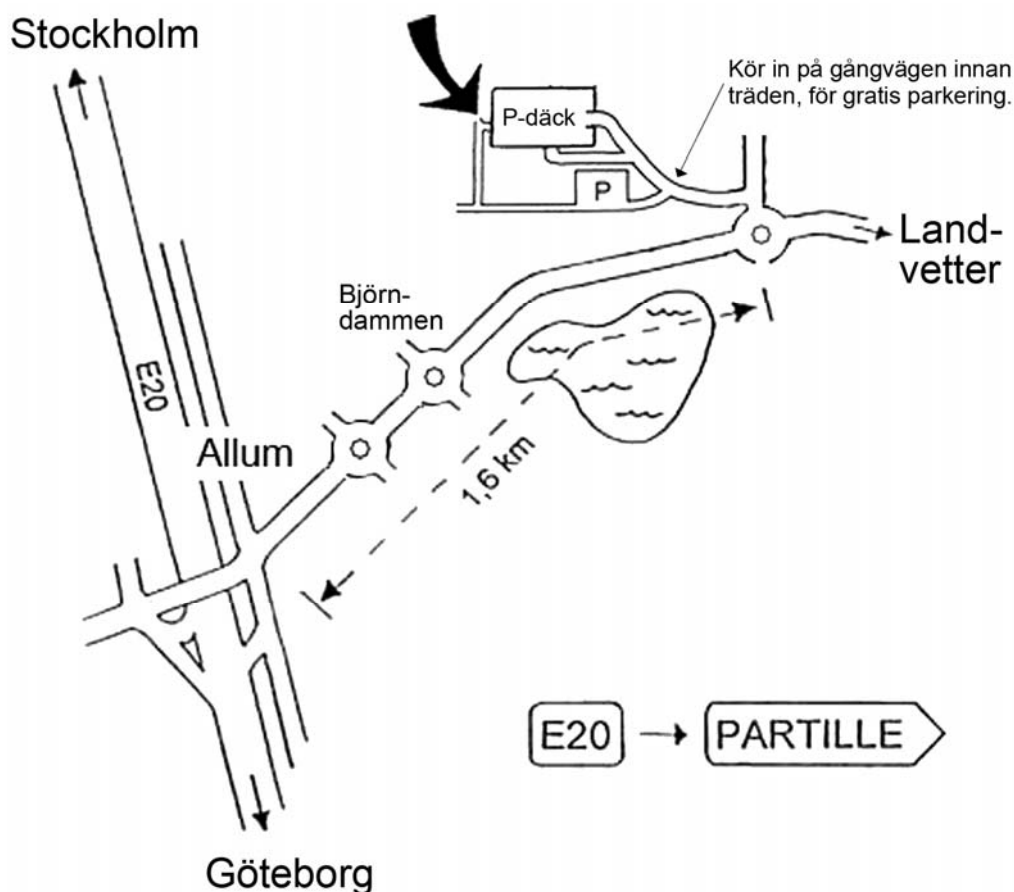 Stockholm
Kör in på gångvägen innan
träden, för gratis parkering.
P-däck
P
Land-
vetter
Björn-
dammen
E20
Allum
1,6 km
E20
PARTILLE
Göteborg